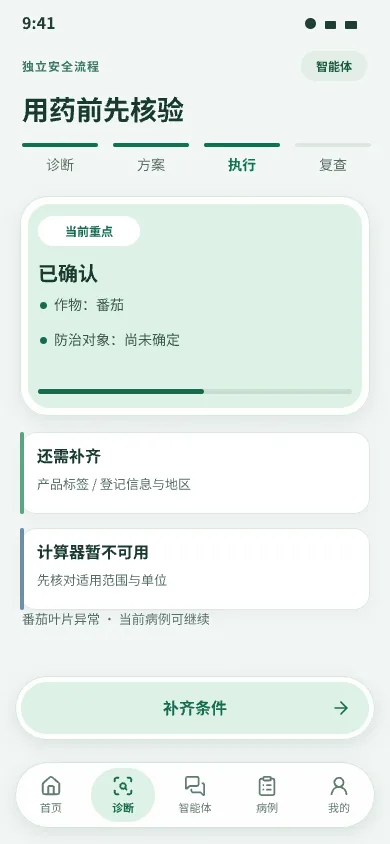 9:41
独立安全流程
智能体
用药前先核验
诊断
方案
执行
复查
当前重点
已确认
作物：番茄
防治对象：尚未确定
还需补齐
产品标签 / 登记信息与地区
计算器暂不可用
先核对适用范围与单位
番茄叶片异常 · 当前病例可继续
补齐条件
首页
诊断
智能体
病例
我的